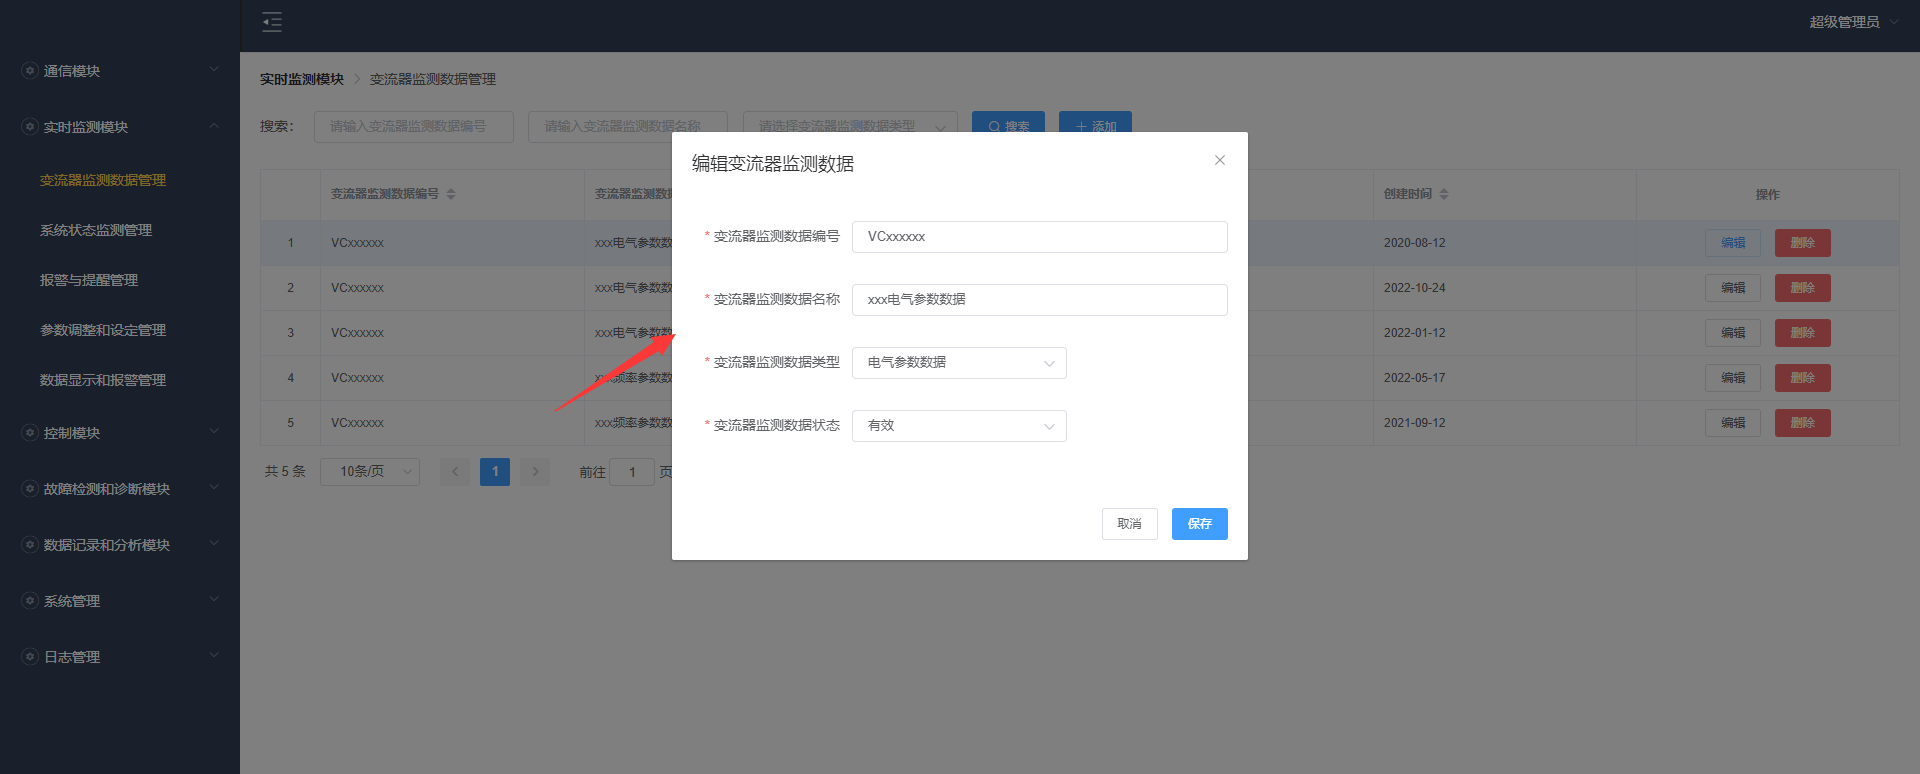 超级管理员
通信模块
实时监测模块
变流器监测数据管理
系统状态监测管理
报警与提醒管理
参数调整和设定管理
数据显示和报警管理
控制模块
故障检测和诊断模块
数据记录和分析模块
系统管理
日志管理
实时监测模块 变流器监测数据管理
搜索: 请输入变流器监测数据编号 请输入变流器监测数据名称 请选择变流器监测数据类型 搜索 添加
变流器监测数据编号 变流器监测数据 创建时间 操作
1 VCxxxxxx xxx电气参数数 2020-08-12 编辑 删除
2 VCxxxxxx xxx电气参数数 2022-10-24 编辑 删除
3 VCxxxxxx xxx电气参数数 2022-01-12 编辑 删除
4 VCxxxxxx xxx频率参数数 2022-05-17 编辑 删除
5 VCxxxxxx xxx频率参数数 2021-09-12 编辑 删除
共 5 条 10条/页 1 前往 1 页
编辑变流器监测数据
* 变流器监测数据编号 VCxxxxxx
* 变流器监测数据名称 xxx电气参数数据
* 变流器监测数据类型 电气参数数据
* 变流器监测数据状态 有效
取消 保存